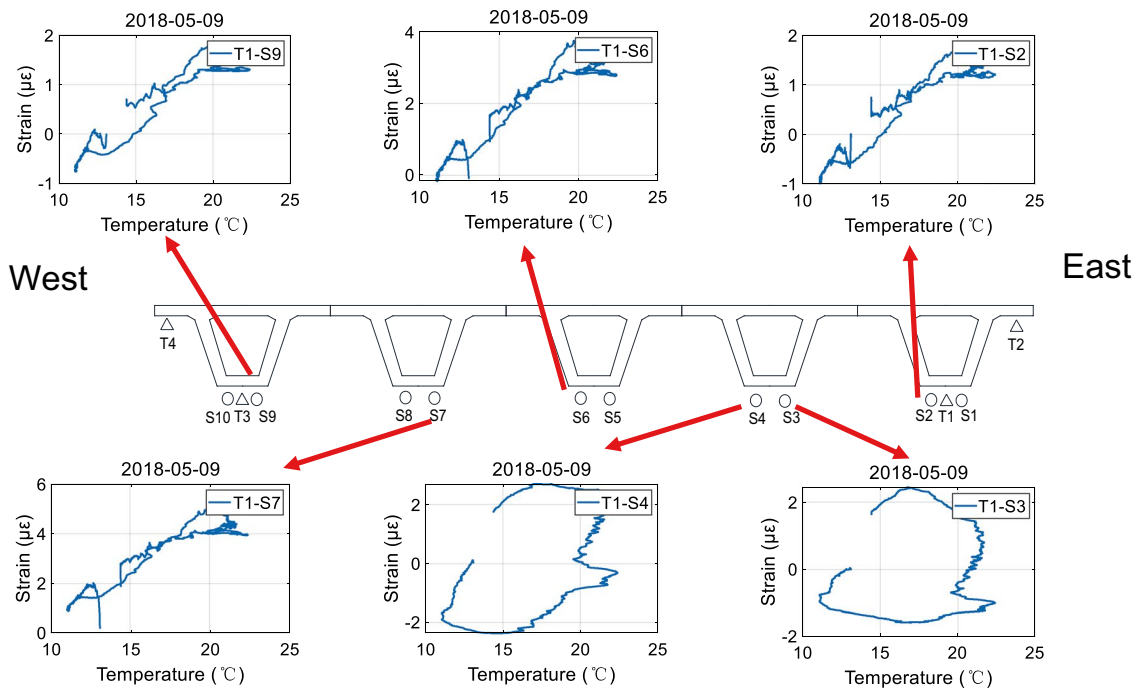 2018-05-09
2018-05-09
2018-05-09
T1-S9
T1-S6
T1-S2
Strain (με)
2
1
0
-1
10
15
20
25
Temperature (℃)
Strain (με)
4
2
0
10
15
20
25
Temperature (℃)
Strain (με)
2
1
0
-1
10
15
20
25
Temperature (℃)
West
East
T4
T2
S10
T3
S9
S8
S7
S6
S5
S4
S3
S2
T1
S1
2018-05-09
2018-05-09
2018-05-09
T1-S7
T1-S4
T1-S3
Strain (με)
6
4
2
0
10
15
20
25
Temperature (℃)
Strain (με)
2
0
-2
10
15
20
25
Temperature (℃)
Strain (με)
2
0
-2
10
15
20
25
Temperature (℃)